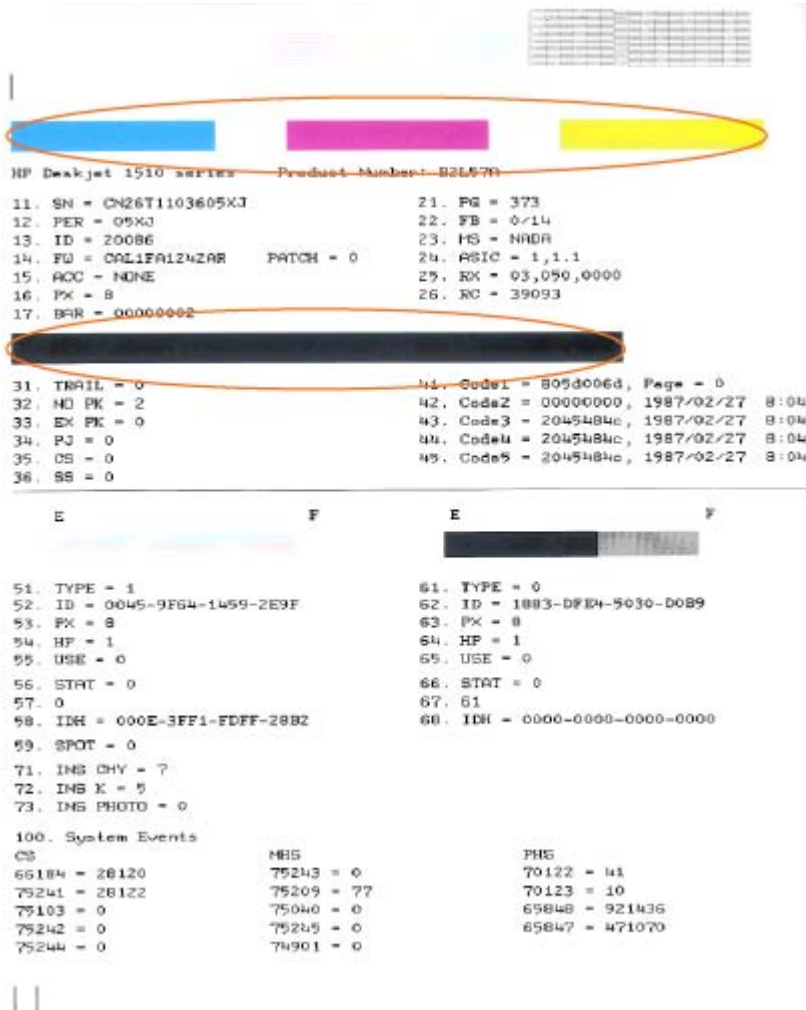 HP Deskjet 1510 series Product Number: B2L57A
11. SN = CN26T1103605XJ 21. PG = 373
12. PER = 05XJ 22. FB = 0/14
13. ID = 20086 23. MS = NADA
14. FW = CAL1FA1242AR PATCH = 0 24. ASIC = 1,1.1
15. ACC = NONE 25. RX = 03,050,0000
16. PX = 8 26. RC = 39093
17. BAR = 00000002
31. TRAIL = 0 41. Code1 = 805d006d, Page = 0
32. NO PK = 2 42. Code2 = 00000000, 1987/02/27 8:04
33. EX PK = 0 43. Code3 = 2045484c, 1987/02/27 8:04
34. PJ = 0 44. Code4 = 2045484c, 1987/02/27 8:04
35. CS = 0 45. Code5 = 2045484c, 1987/02/27 8:04
36. SS = 0
E F E F
51. TYPE = 1 61. TYPE = 0
52. ID = 0045-9F64-1459-2E9F 62. ID = 1883-DFE4-5030-D0B9
53. PX = 8 63. PX = 8
54. HP = 1 64. HP = 1
55. USE = 0 65. USE = 0
56. STAT = 0 66. STAT = 0
57. 0 67. 61
58. IDH = 000E-3FF1-FDFF-28B2 68. IDH = 0000-0000-0000-0000
59. SPOT = 0
71. INS CMY = 7
72. INS K = 5
73. INS PHOTO = 0
100. System Events
CS MHS PHS
66184 = 28120 75243 = 0 70122 = 41
75241 = 28122 75209 = 77 70123 = 10
75103 = 0 75040 = 0 65848 = 921436
75242 = 0 75245 = 0 65847 = 471070
75244 = 0 74901 = 0